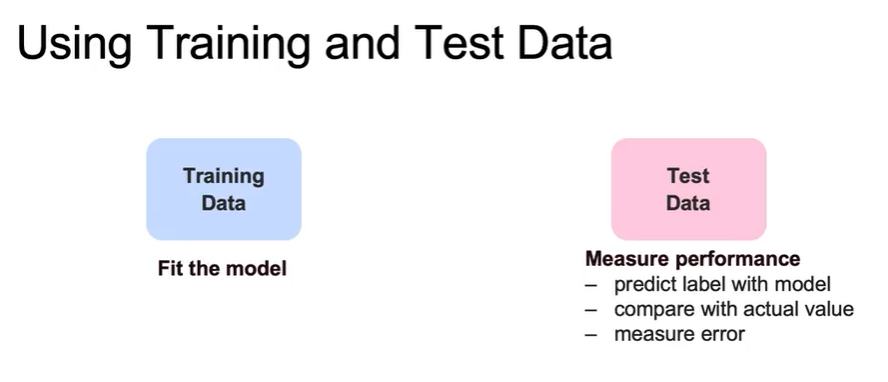 Using Training and Test Data
Training
Data
Fit the model
Test
Data
Measure performance
– predict label with model
– compare with actual value
– measure error